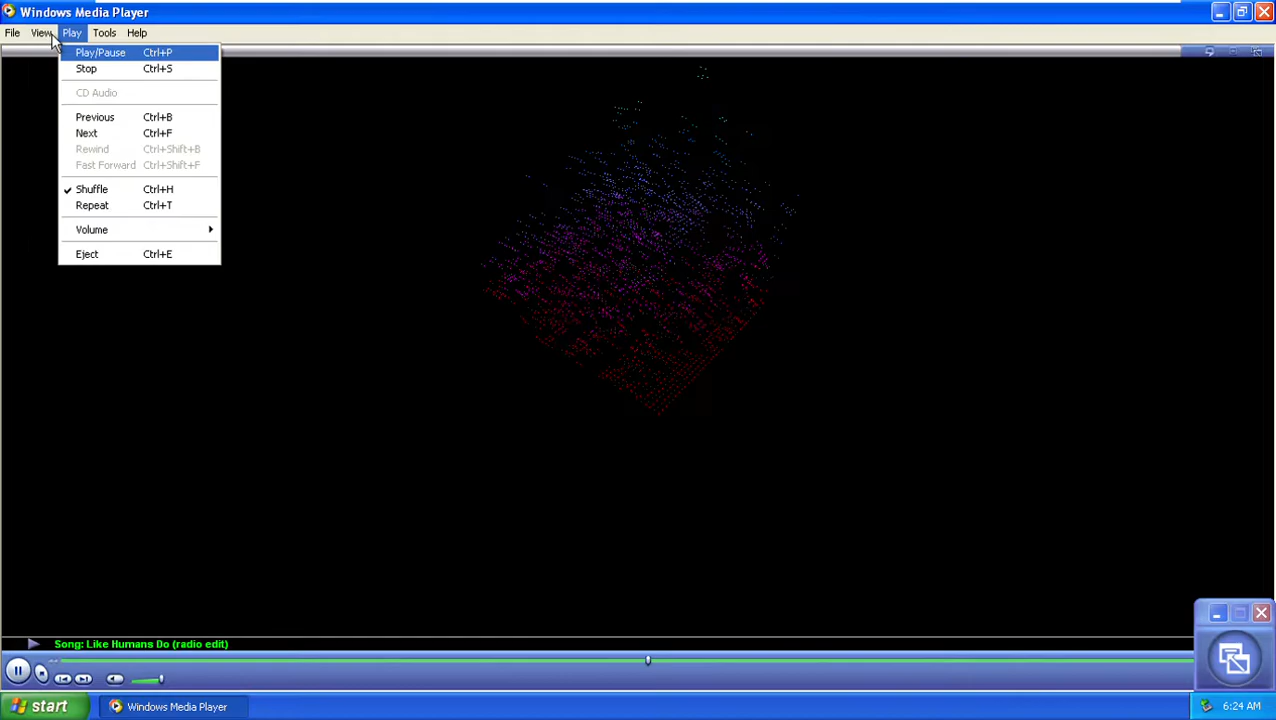 Windows Media Player
File View Play Tools Help
Play/Pause Ctrl+P
Stop Ctrl+S
CD Audio
Previous Ctrl+B
Next Ctrl+F
Rewind Ctrl+Shift+B
Fast Forward Ctrl+Shift+F
Shuffle Ctrl+H
Repeat Ctrl+T
Volume
Eject Ctrl+E
Song: Like Humans Do (radio edit)
start Windows Media Player 6:24 AM